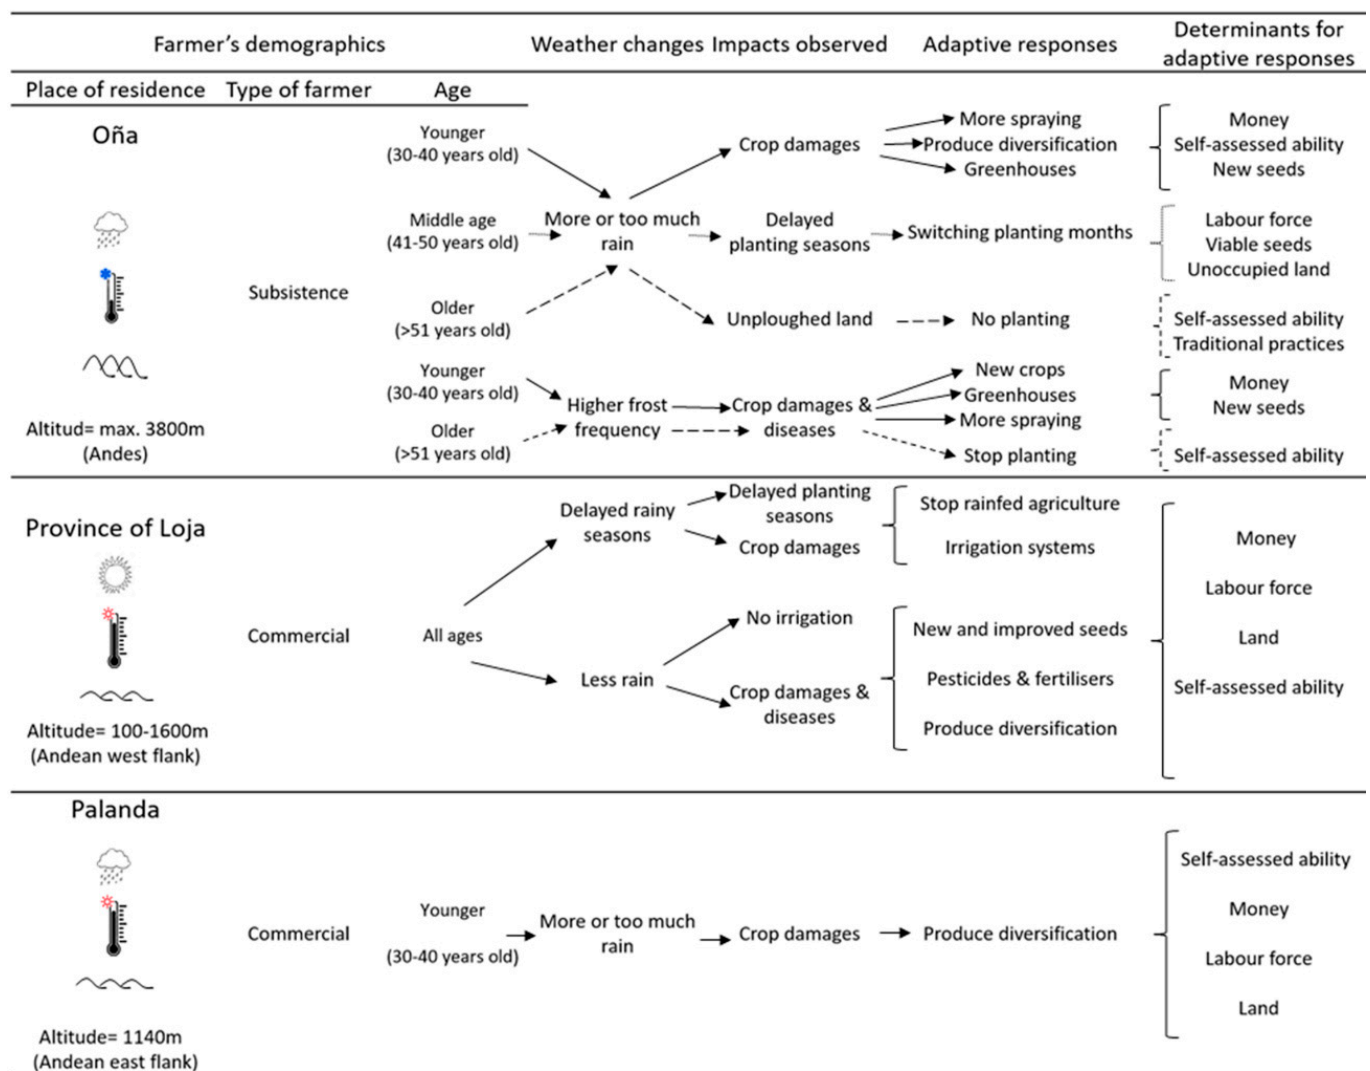 Farmer's demographics
Weather changes
Impacts observed
Adaptive responses
Determinants for
adaptive responses
Place of residence
Type of farmer
Age
Oña
Altitud= max. 3800m
(Andes)
Subsistence
Younger
(30-40 years old)
Middle age
(41-50 years old)
Older
(>51 years old)
More or too much
rain
Crop damages
More spraying
Produce diversification
Greenhouses
Money
Self-assessed ability
New seeds
Delayed
planting seasons
Switching planting months
Labour force
Viable seeds
Unoccupied land
Unploughed land
No planting
Self-assessed ability
Traditional practices
Younger
(30-40 years old)
Older
(>51 years old)
Higher frost
frequency
Crop damages &
diseases
New crops
Greenhouses
More spraying
Stop planting
Money
New seeds
Self-assessed ability
Province of Loja
Altitude= 100-1600m
(Andean west flank)
Commercial
All ages
Delayed rainy
seasons
Delayed planting
seasons
Crop damages
Stop rainfed agriculture
Irrigation systems
Less rain
No irrigation
Crop damages &
diseases
New and improved seeds
Pesticides & fertilisers
Produce diversification
Money
Labour force
Land
Self-assessed ability
Palanda
Altitude= 1140m
(Andean east flank)
Commercial
Younger
(30-40 years old)
More or too much
rain
Crop damages
Produce diversification
Self-assessed ability
Money
Labour force
Land